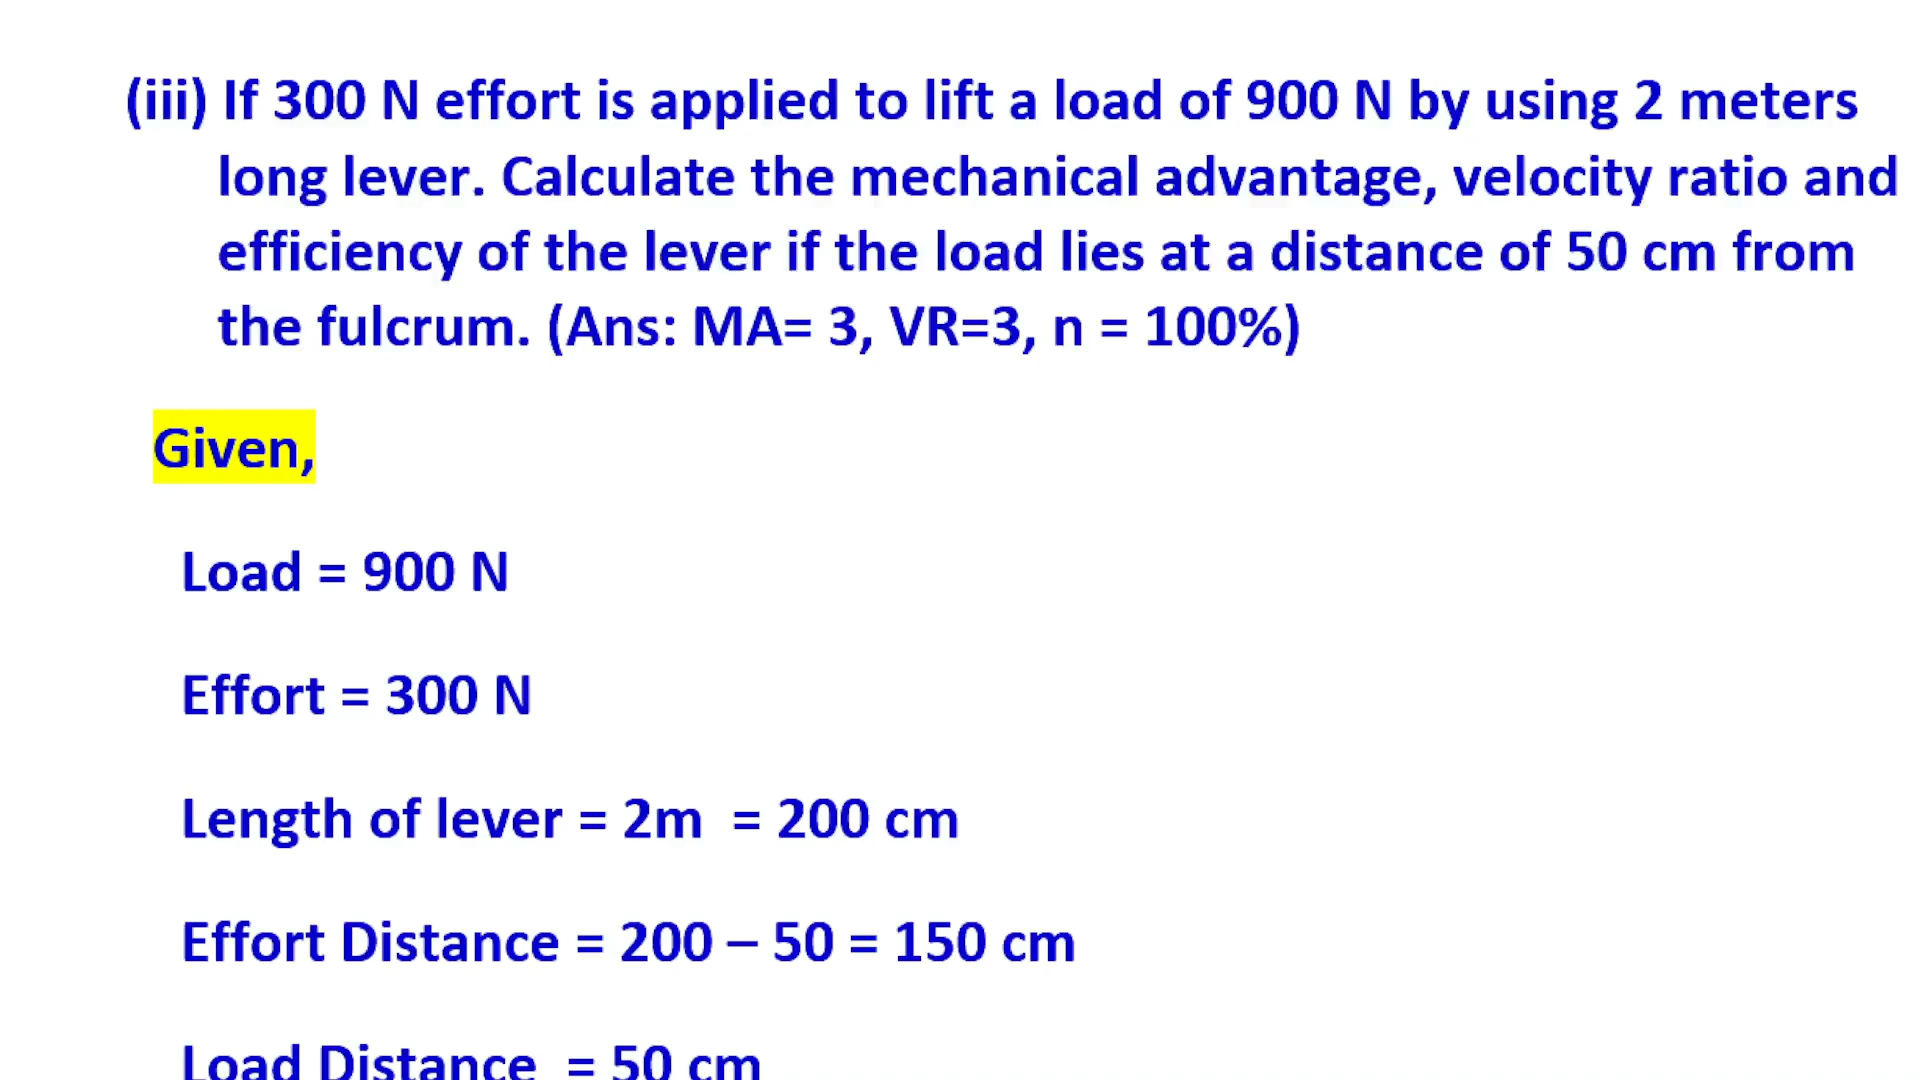 (iii) If 300 N effort is applied to lift a load of 900 N by using 2 meters
long lever. Calculate the mechanical advantage, velocity ratio and
efficiency of the lever if the load lies at a distance of 50 cm from
the fulcrum. (Ans: MA= 3, VR=3, n = 100%)
Given,
Load = 900 N
Effort = 300 N
Length of lever = 2m  = 200 cm
Effort Distance = 200 – 50 = 150 cm
Load Distance  = 50 cm